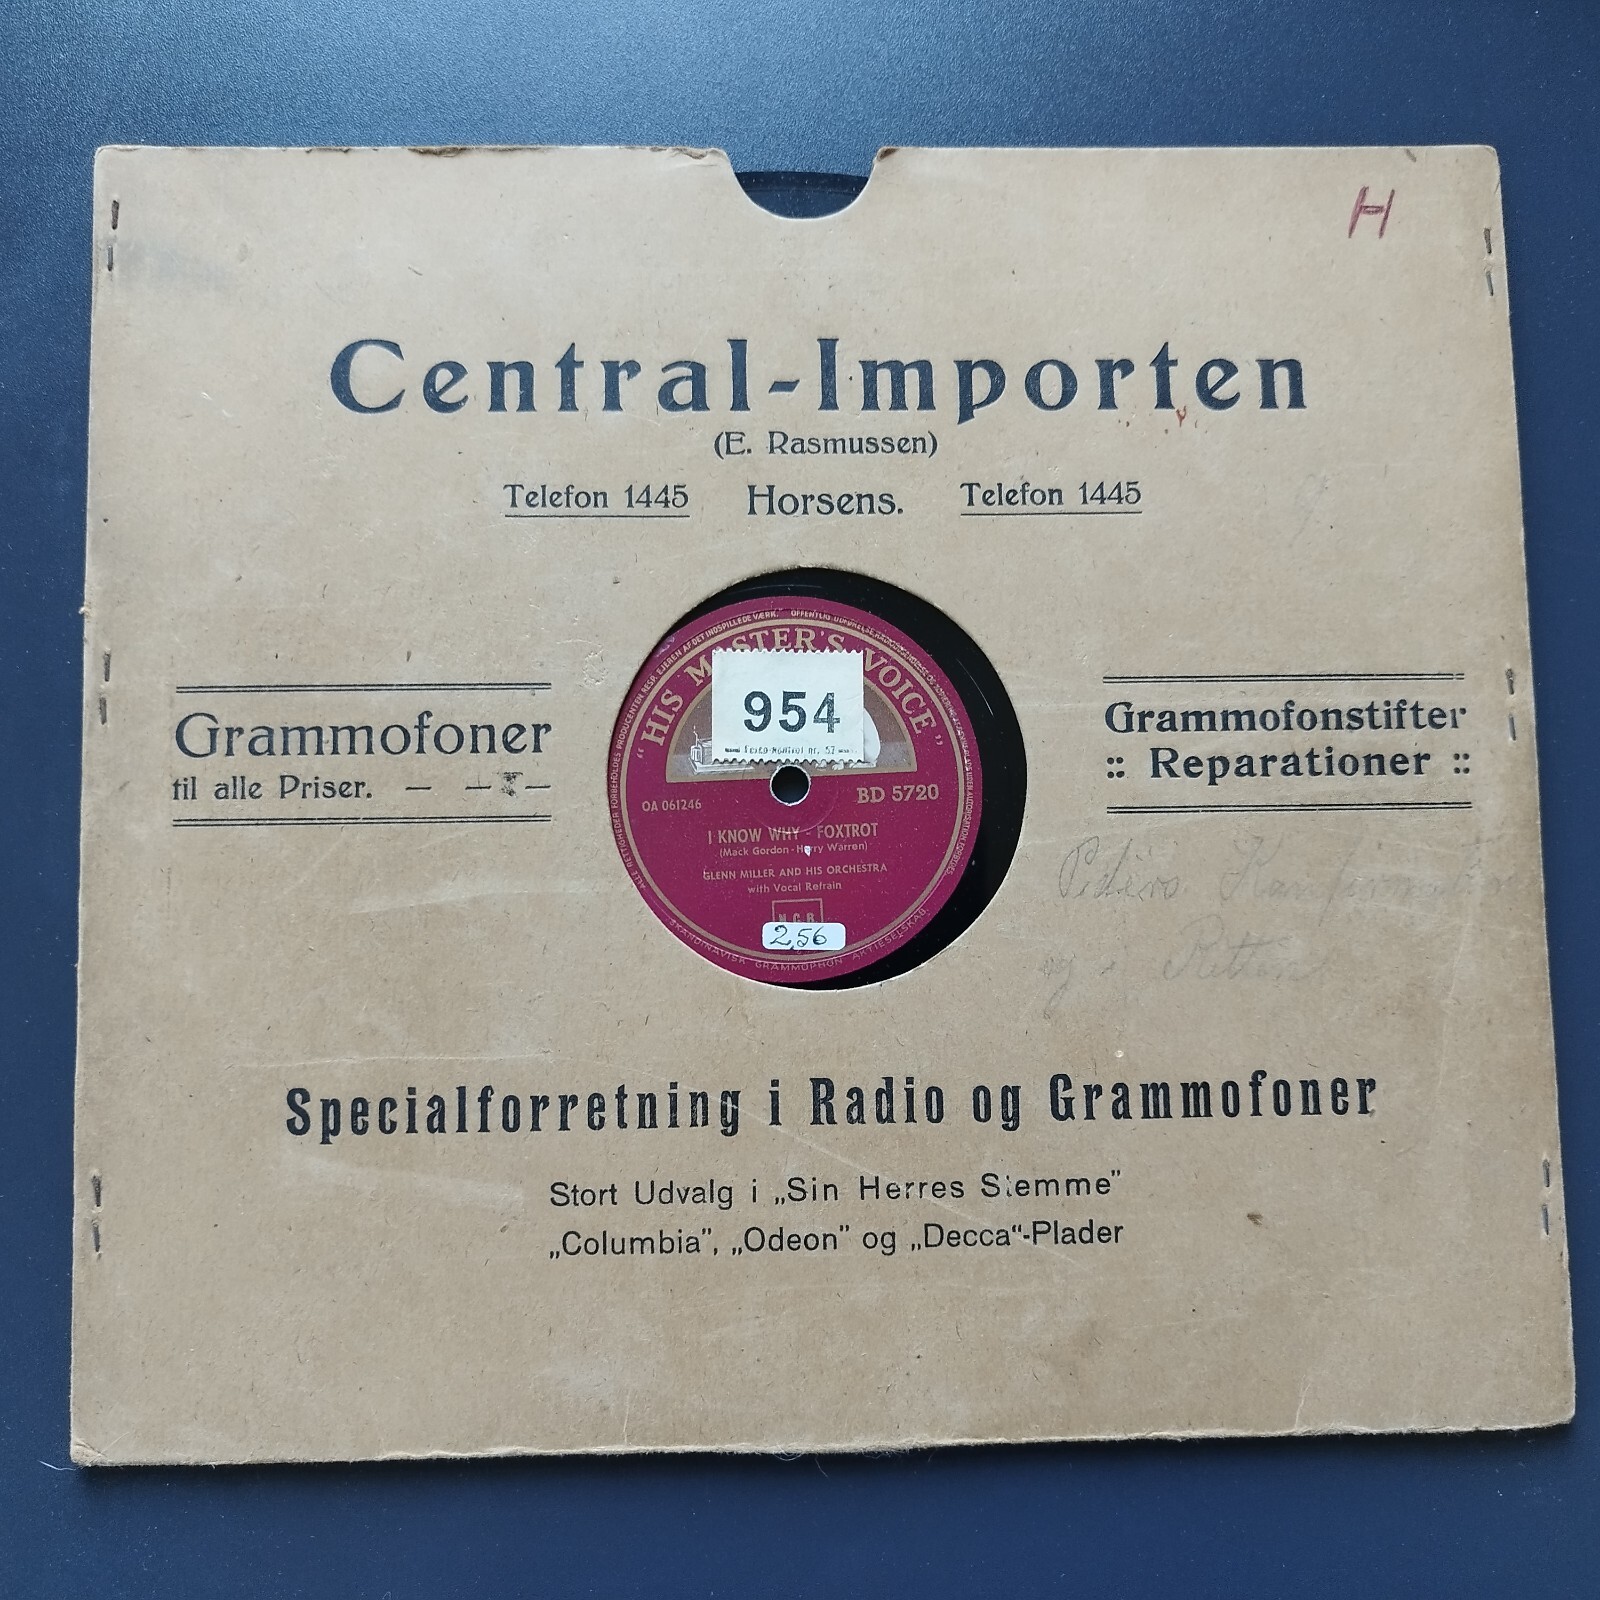 H
Central-Importen
(E. Rasmussen)
Telefon 1445 Horsens. Telefon 1445
Grammofoner
til alle Priser. — — —
"HIS MASTER'S VOICE"
954
OA 061246
BD 5720
I KNOW WHY - FOXTROT
(Mack Gordon - Harry Warren)
GLENN MILLER AND HIS ORCHESTRA
with Vocal Refrain
N.C.B.
2,56
SKANDINAVISK GRAMMOPHON AKTIESELSKAB
Grammofonstifter
:: Reparationer ::
Specialforretning i Radio og Grammofoner
Stort Udvalg i „Sin Herres Stemme”
„Columbia”, „Odeon” og „Decca“-Plader